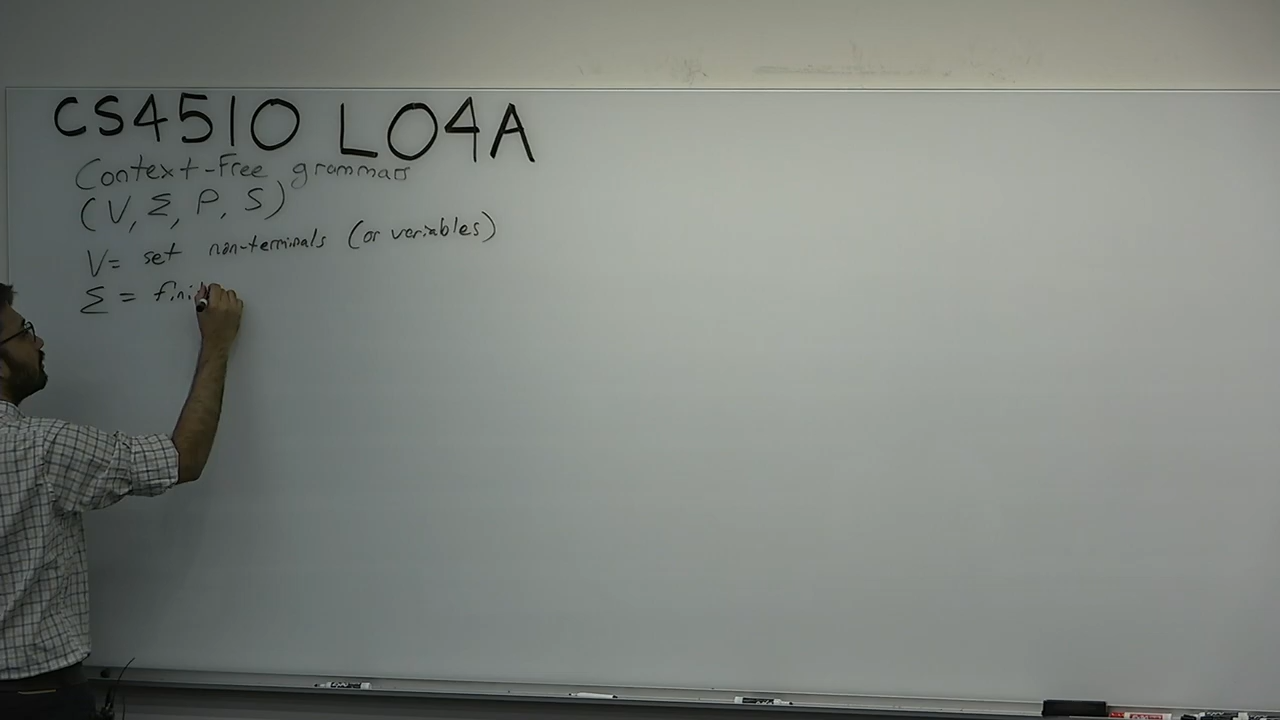 CS4510 L04A
Context-Free grammars
(V, Σ, P, S)
V= set non-terminals (or variables)
Σ = fini